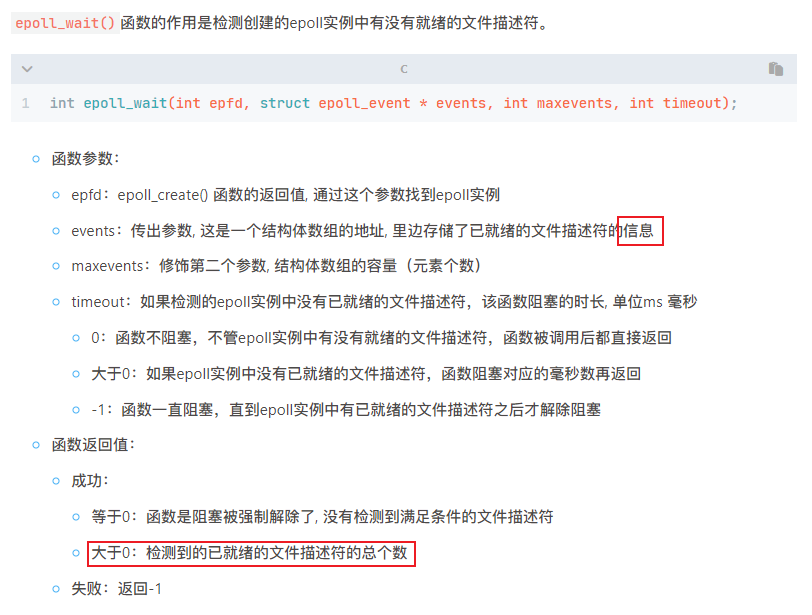 epoll_wait() 函数的作用是检测创建的epoll实例中有没有就绪的文件描述符。
C
1 int epoll_wait(int epfd, struct epoll_event * events, int maxevents, int timeout);
函数参数：
epfd：epoll_create() 函数的返回值, 通过这个参数找到epoll实例
events：传出参数, 这是一个结构体数组的地址, 里边存储了已就绪的文件描述符的信息
maxevents：修饰第二个参数, 结构体数组的容量（元素个数）
timeout：如果检测的epoll实例中没有已就绪的文件描述符，该函数阻塞的时长, 单位ms 毫秒
0：函数不阻塞，不管epoll实例中有没有就绪的文件描述符，函数被调用后都直接返回
大于0：如果epoll实例中没有已就绪的文件描述符，函数阻塞对应的毫秒数再返回
-1：函数一直阻塞，直到epoll实例中有已就绪的文件描述符之后才解除阻塞
函数返回值：
成功：
等于0：函数是阻塞被强制解除了, 没有检测到满足条件的文件描述符
大于0：检测到的已就绪的文件描述符的总个数
失败：返回-1